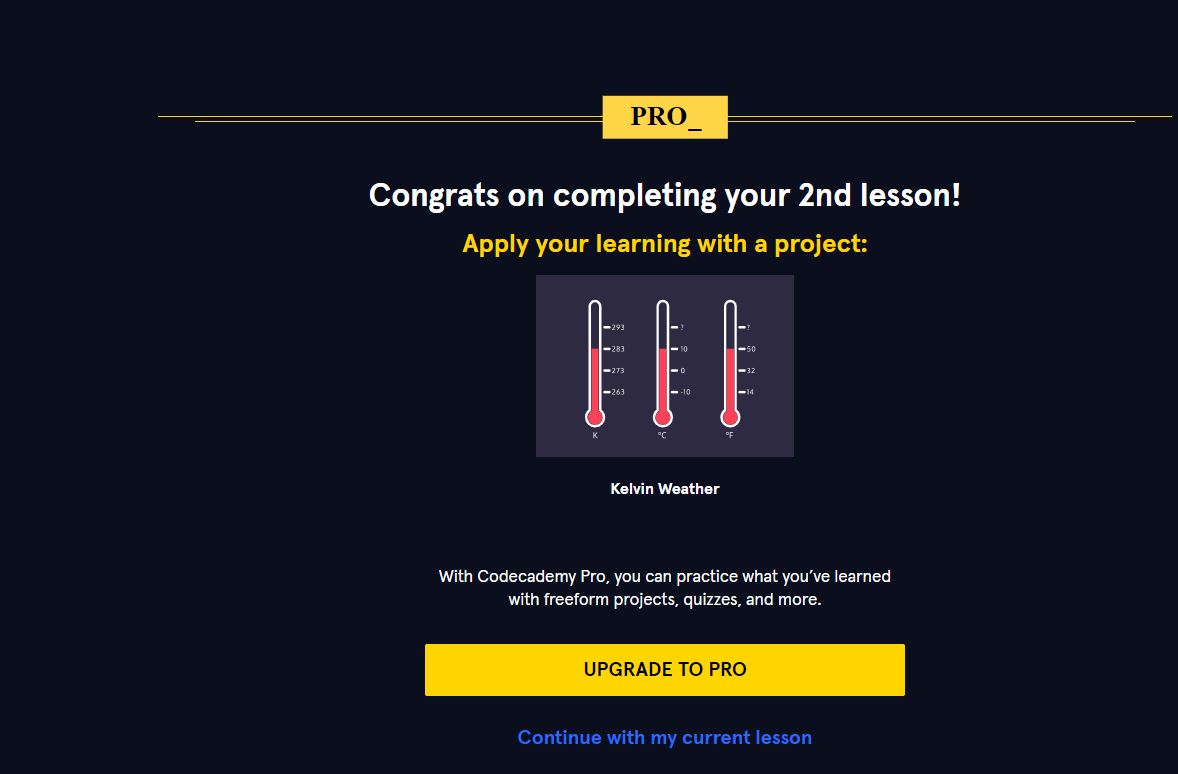 PRO_
Congrats on completing your 2nd lesson!
Apply your learning with a project:
293 ? ?
283 10 50
273 0 32
263 -10 14
K °C °F
Kelvin Weather
With Codecademy Pro, you can practice what you’ve learned
with freeform projects, quizzes, and more.
UPGRADE TO PRO
Continue with my current lesson